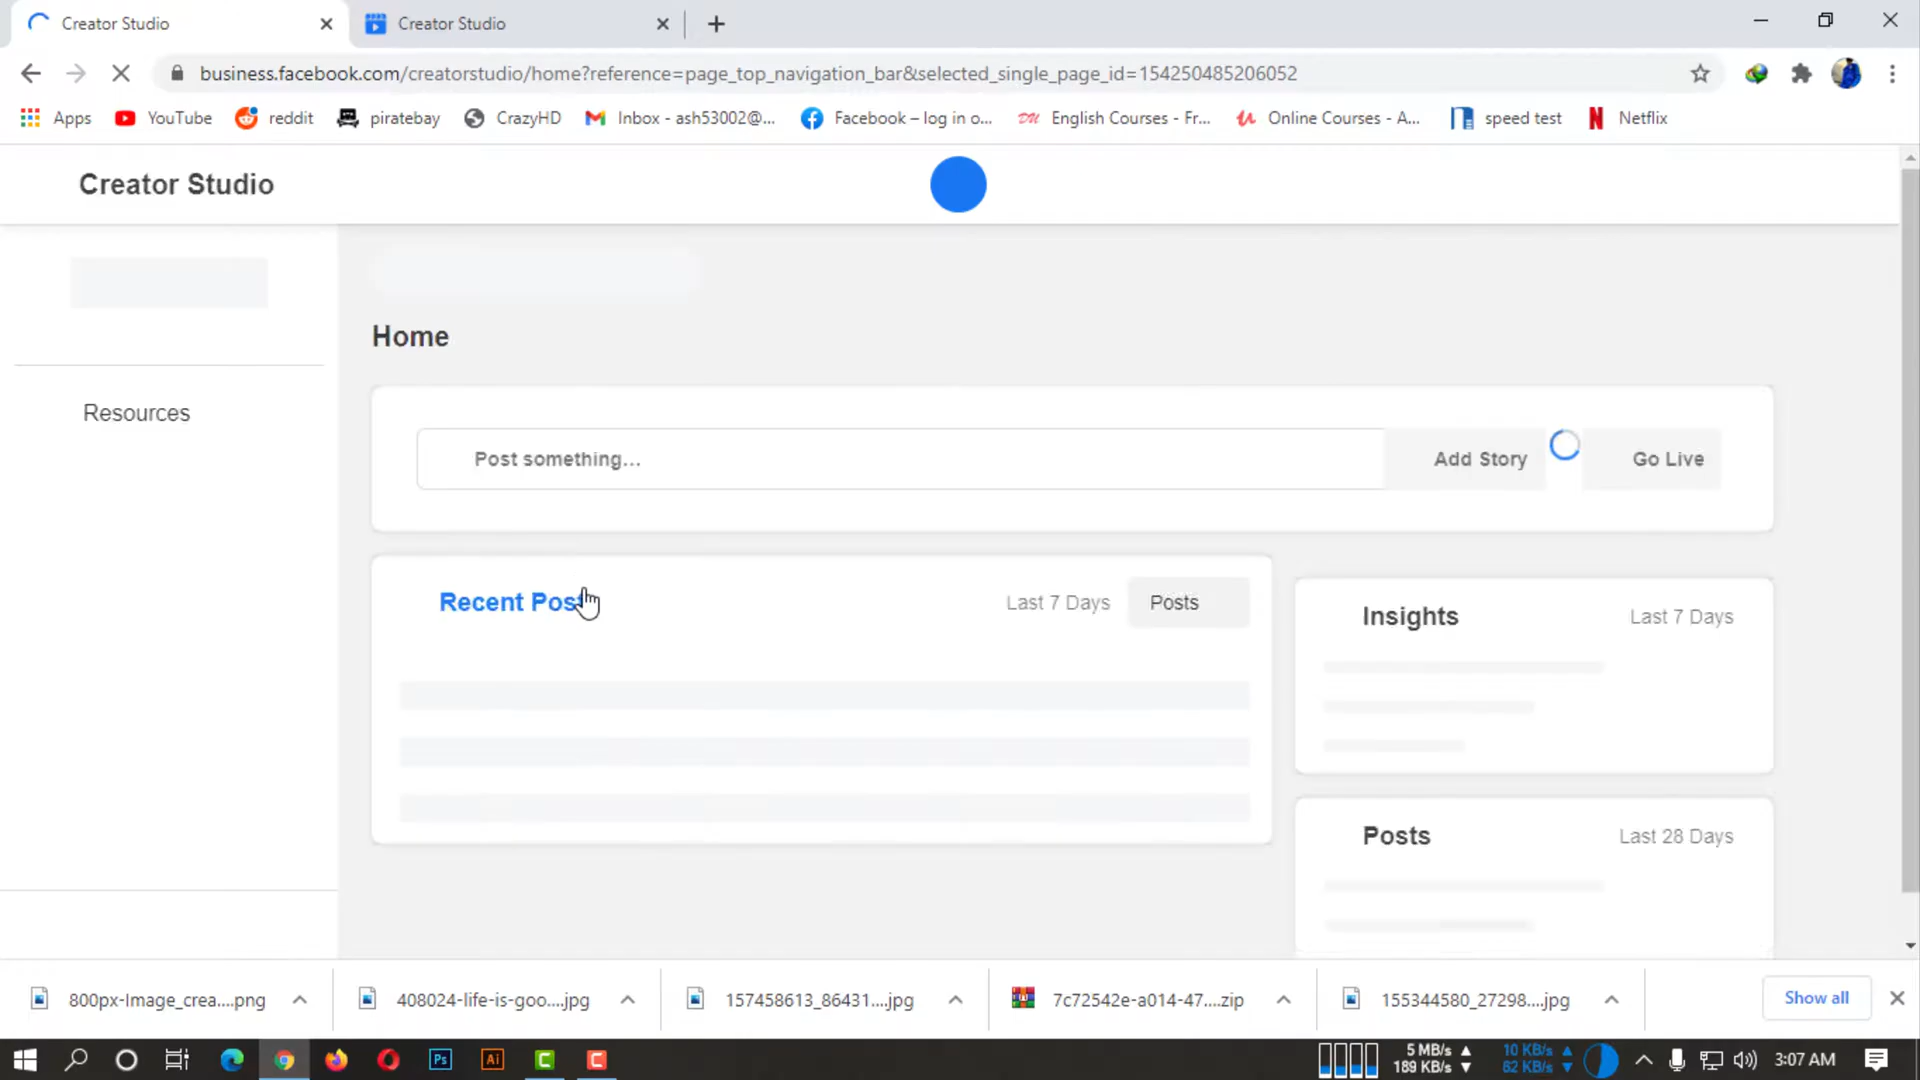 Creator Studio
Creator Studio
business.facebook.com/creatorstudio/home?reference=page_top_navigation_bar&selected_single_page_id=154250485206052
Apps YouTube reddit piratebay CrazyHD Inbox - ash53002@... Facebook – log in o... English Courses - Fr... Online Courses - A... speed test Netflix
Creator Studio
Home
Resources
Post something...
Add Story
Go Live
Recent Post
Last 7 Days
Posts
Insights
Last 7 Days
Posts
Last 28 Days
800px-Image_crea....png
408024-life-is-goo....jpg
157458613_86431....jpg
7c72542e-a014-47....zip
155344580_27298....jpg
Show all
Ps
Ai
5 MB/s
189 KB/s
10 KB/s
62 KB/s
3:07 AM